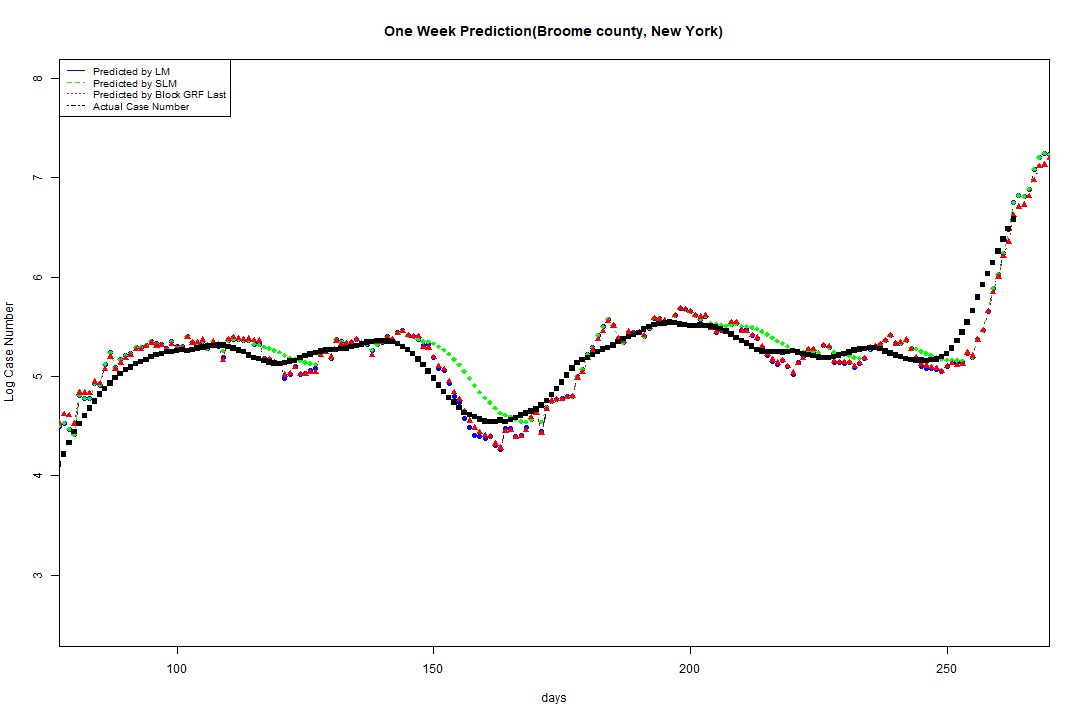 One Week Prediction(Broome county, New York)
Predicted by LM
Predicted by SLM
Predicted by Block GRF Last
Actual Case Number
8
7
6
5
4
3
Log Case Number
100 150 200 250
days